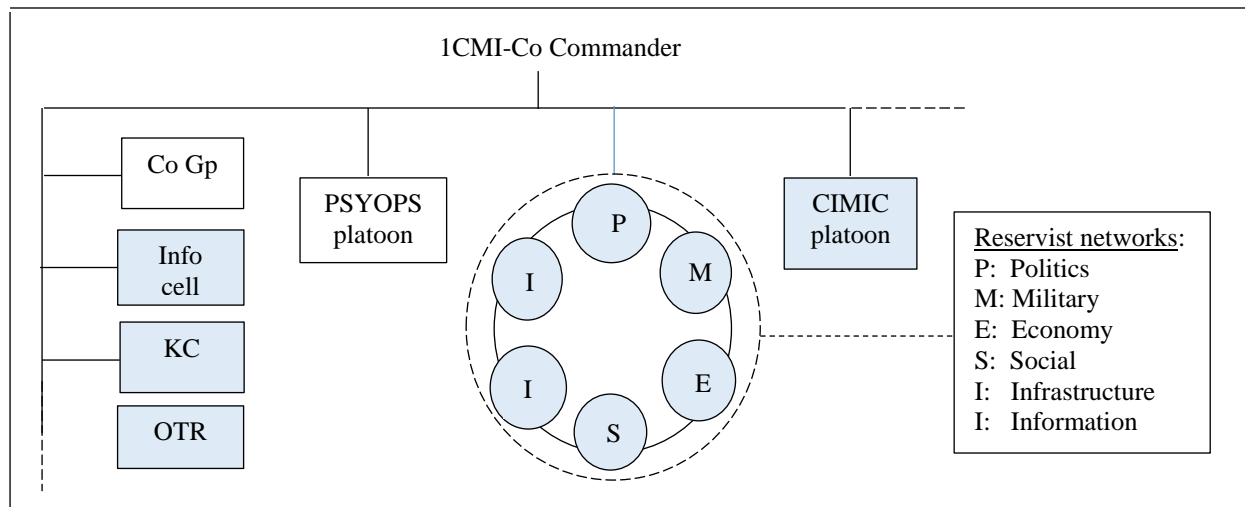 1CMI-Co Commander
Co Gp
Info
cell
KC
OTR
PSYOPS
platoon
P
M
E
S
I
I
CIMIC
platoon
Reservist networks:
P: Politics
M: Military
E: Economy
S: Social
I: Infrastructure
I: Information